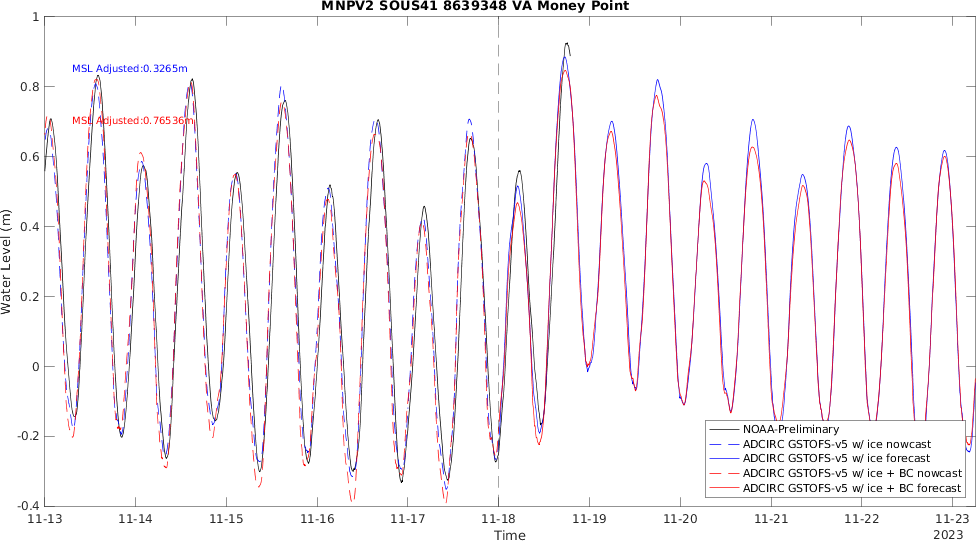 MNPV2 SOUS41 8639348 VA Money Point
1
0.8
0.6
0.4
0.2
0
-0.2
-0.4
Water Level (m)
MSL Adjusted:0.3265m
MSL Adjusted:0.76536m
NOAA-Preliminary
ADCIRC GSTOFS-v5 w/ ice nowcast
ADCIRC GSTOFS-v5 w/ ice forecast
ADCIRC GSTOFS-v5 w/ ice + BC nowcast
ADCIRC GSTOFS-v5 w/ ice + BC forecast
11-13 11-14 11-15 11-16 11-17 11-18 11-19 11-20 11-21 11-22 11-23
Time 2023